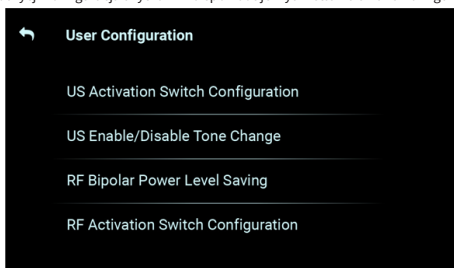 User Configuration
US Activation Switch Configuration
US Enable/Disable Tone Change
RF Bipolar Power Level Saving
RF Activation Switch Configuration